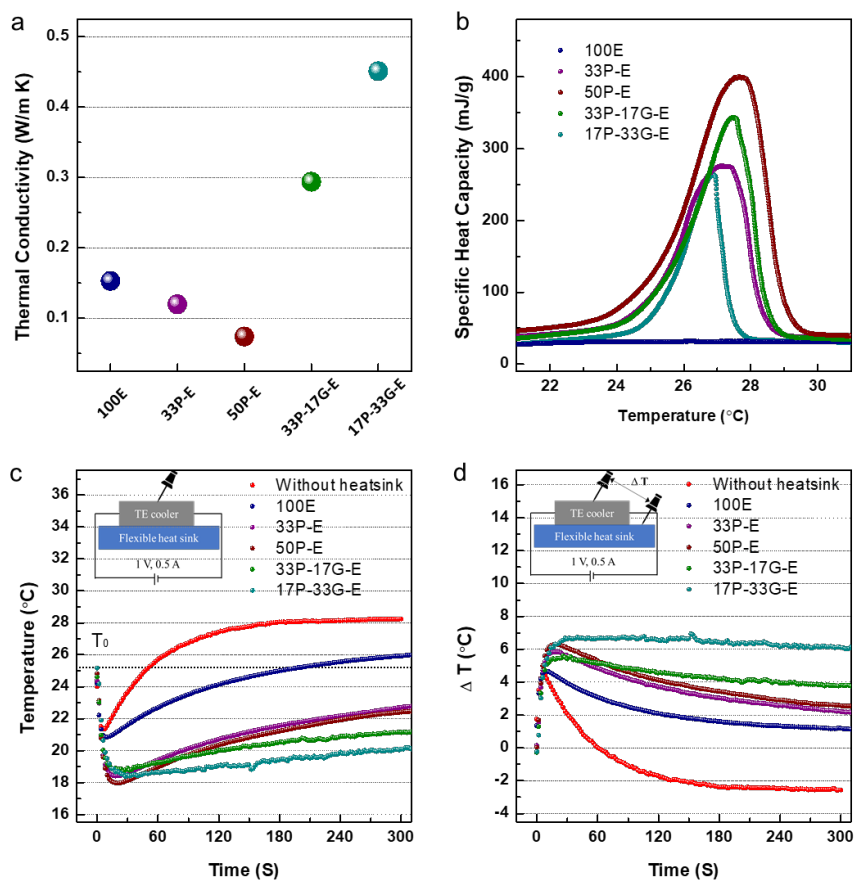 a
Thermal Conductivity (W/m K)
0.5
0.4
0.3
0.2
0.1
100E
33P-E
50P-E
33P-17G-E
17P-33G-E
b
Specific Heat Capacity (mJ/g)
400
300
200
100
0
22
24
26
28
30
Temperature (°C)
100E
33P-E
50P-E
33P-17G-E
17P-33G-E
c
Temperature (°C)
36
34
32
30
28
26
24
22
20
18
16
0
60
120
180
240
300
Time (S)
TE cooler
Flexible heat sink
1 V, 0.5 A
T0
Without heatsink
100E
33P-E
50P-E
33P-17G-E
17P-33G-E
d
Δ T (°C)
16
14
12
10
8
6
4
2
0
-2
-4
0
60
120
180
240
300
Time (S)
Δ T
TE cooler
Flexible heat sink
1 V, 0.5 A
Without heatsink
100E
33P-E
50P-E
33P-17G-E
17P-33G-E